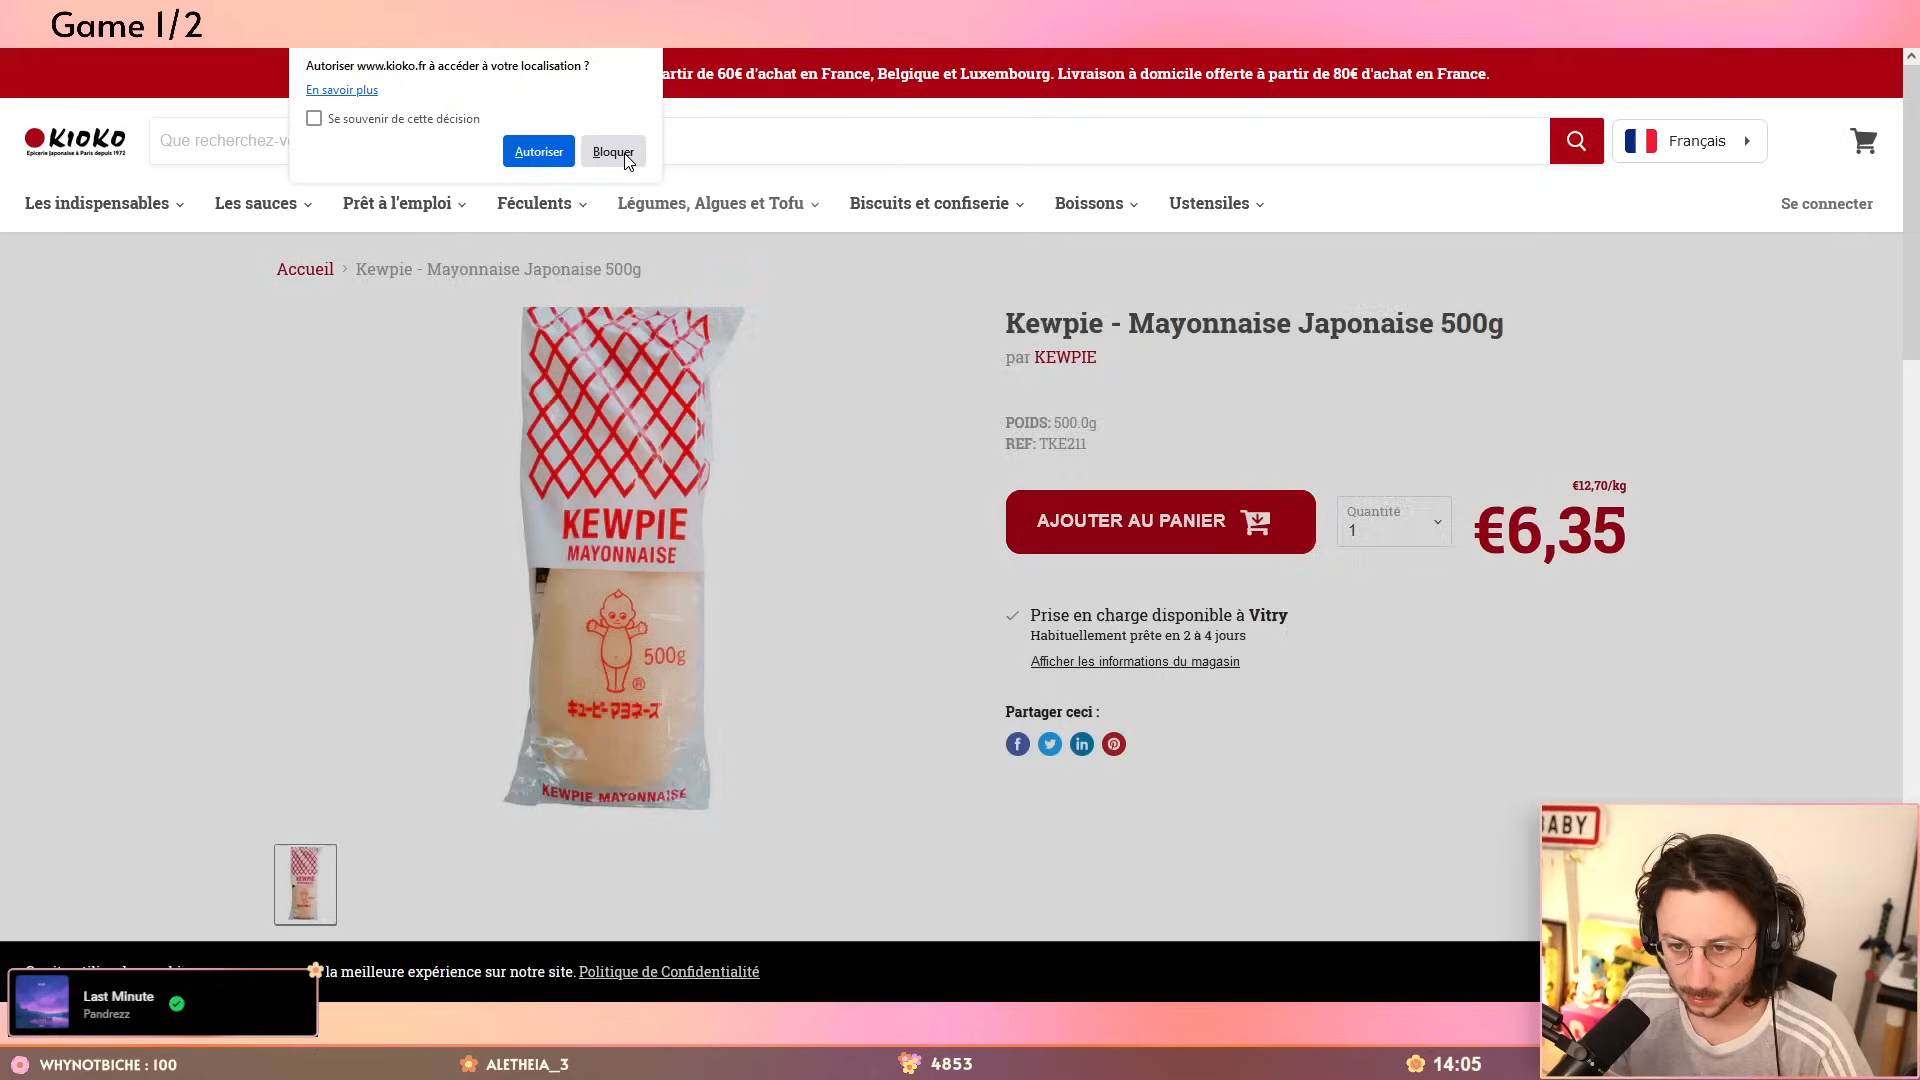 Game 1/2
Autoriser www.kioko.fr à accéder à votre localisation ?
En savoir plus
Se souvenir de cette décision
Autoriser
Bloquer
artir de 60€ d'achat en France, Belgique et Luxembourg. Livraison à domicile offerte à partir de 80€ d'achat en France.
KIOKO
Epicerie Japonaise à Paris depuis 1972
Que recherchez-v
Français
Les indispensables
Les sauces
Prêt à l'emploi
Féculents
Légumes, Algues et Tofu
Biscuits et confiserie
Boissons
Ustensiles
Se connecter
Accueil
Kewpie - Mayonnaise Japonaise 500g
KEWPIE
MAYONNAISE
500g
®
キューピーマヨネーズ
KEWPIE MAYONNAISE
Kewpie - Mayonnaise Japonaise 500g
par KEWPIE
POIDS: 500.0g
REF: TKE211
AJOUTER AU PANIER
Quantité
1
€12,70/kg
€6,35
Prise en charge disponible à Vitry
Habituellement prête en 2 à 4 jours
Afficher les informations du magasin
Partager ceci :
la meilleure expérience sur notre site. Politique de Confidentialité
Last Minute
Pandrezz
ABY
WHYNOTBICHE : 100
ALETHEIA_3
4853
14:05